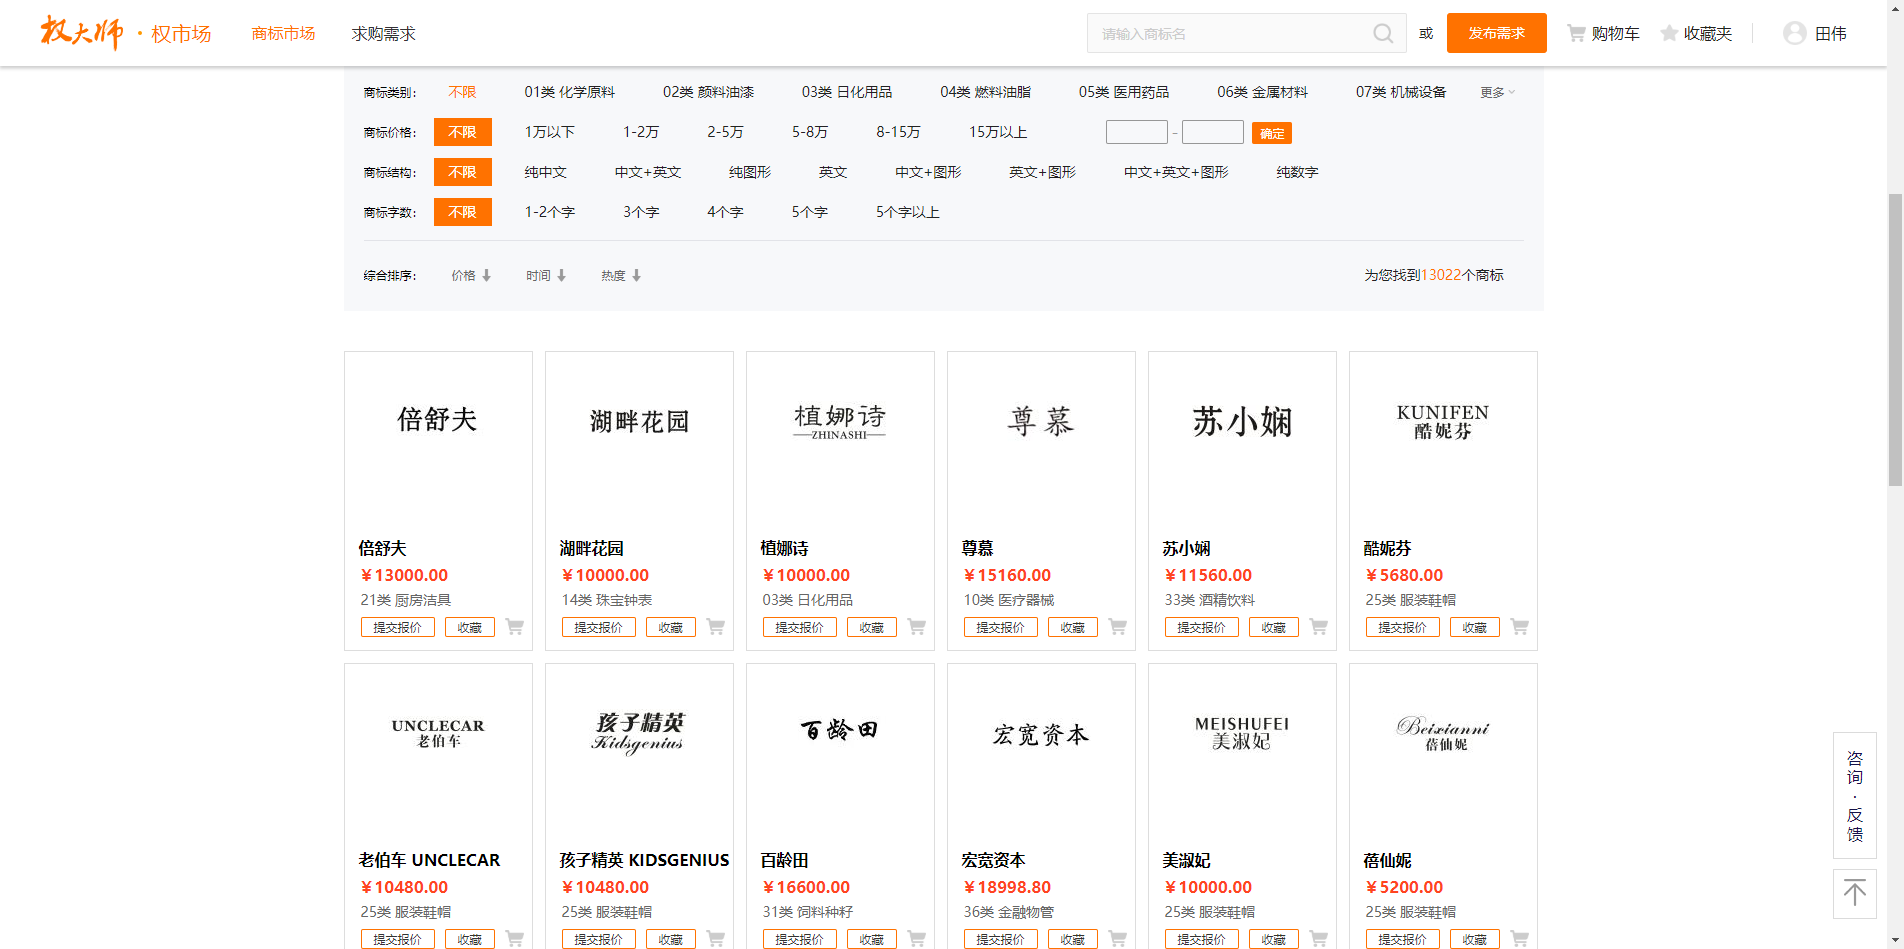 权大师 · 权市场 商标市场 求购需求 请输入商标名 或 发布需求 购物车 收藏夹 田伟
商标类别: 不限 01类 化学原料 02类 颜料油漆 03类 日化用品 04类 燃料油脂 05类 医用药品 06类 金属材料 07类 机械设备 更多
商标价格: 不限 1万以下 1-2万 2-5万 5-8万 8-15万 15万以上 - 确定
商标结构: 不限 纯中文 中文+英文 纯图形 英文 中文+图形 英文+图形 中文+英文+图形 纯数字
商标字数: 不限 1-2个字 3个字 4个字 5个字 5个字以上
综合排序: 价格 时间 热度 为您找到13022个商标
倍舒夫 湖畔花园 植娜诗 尊慕 苏小娴 KUNIFEN
ZHINASHI 酷妮芬
倍舒夫 湖畔花园 植娜诗 尊慕 苏小娴 酷妮芬
¥13000.00 ¥10000.00 ¥10000.00 ¥15160.00 ¥11560.00 ¥5680.00
21类 厨房洁具 14类 珠宝钟表 03类 日化用品 10类 医疗器械 33类 酒精饮料 25类 服装鞋帽
提交报价 收藏 提交报价 收藏 提交报价 收藏 提交报价 收藏 提交报价 收藏 提交报价 收藏
UNCLECAR 孩子精英 百龄田 宏宽资本 MEISHUFEI Beixianni
老伯车 Kidsgenius 美淑妃 蓓仙妮
老伯车 UNCLECAR 孩子精英 KIDSGENIUS 百龄田 宏宽资本 美淑妃 蓓仙妮
¥10480.00 ¥10480.00 ¥16600.00 ¥18998.80 ¥10000.00 ¥5200.00
25类 服装鞋帽 25类 服装鞋帽 31类 饲料种籽 36类 金融物管 25类 服装鞋帽 25类 服装鞋帽
提交报价 收藏 提交报价 收藏 提交报价 收藏 提交报价 收藏 提交报价 收藏 提交报价 收藏
咨询·反馈